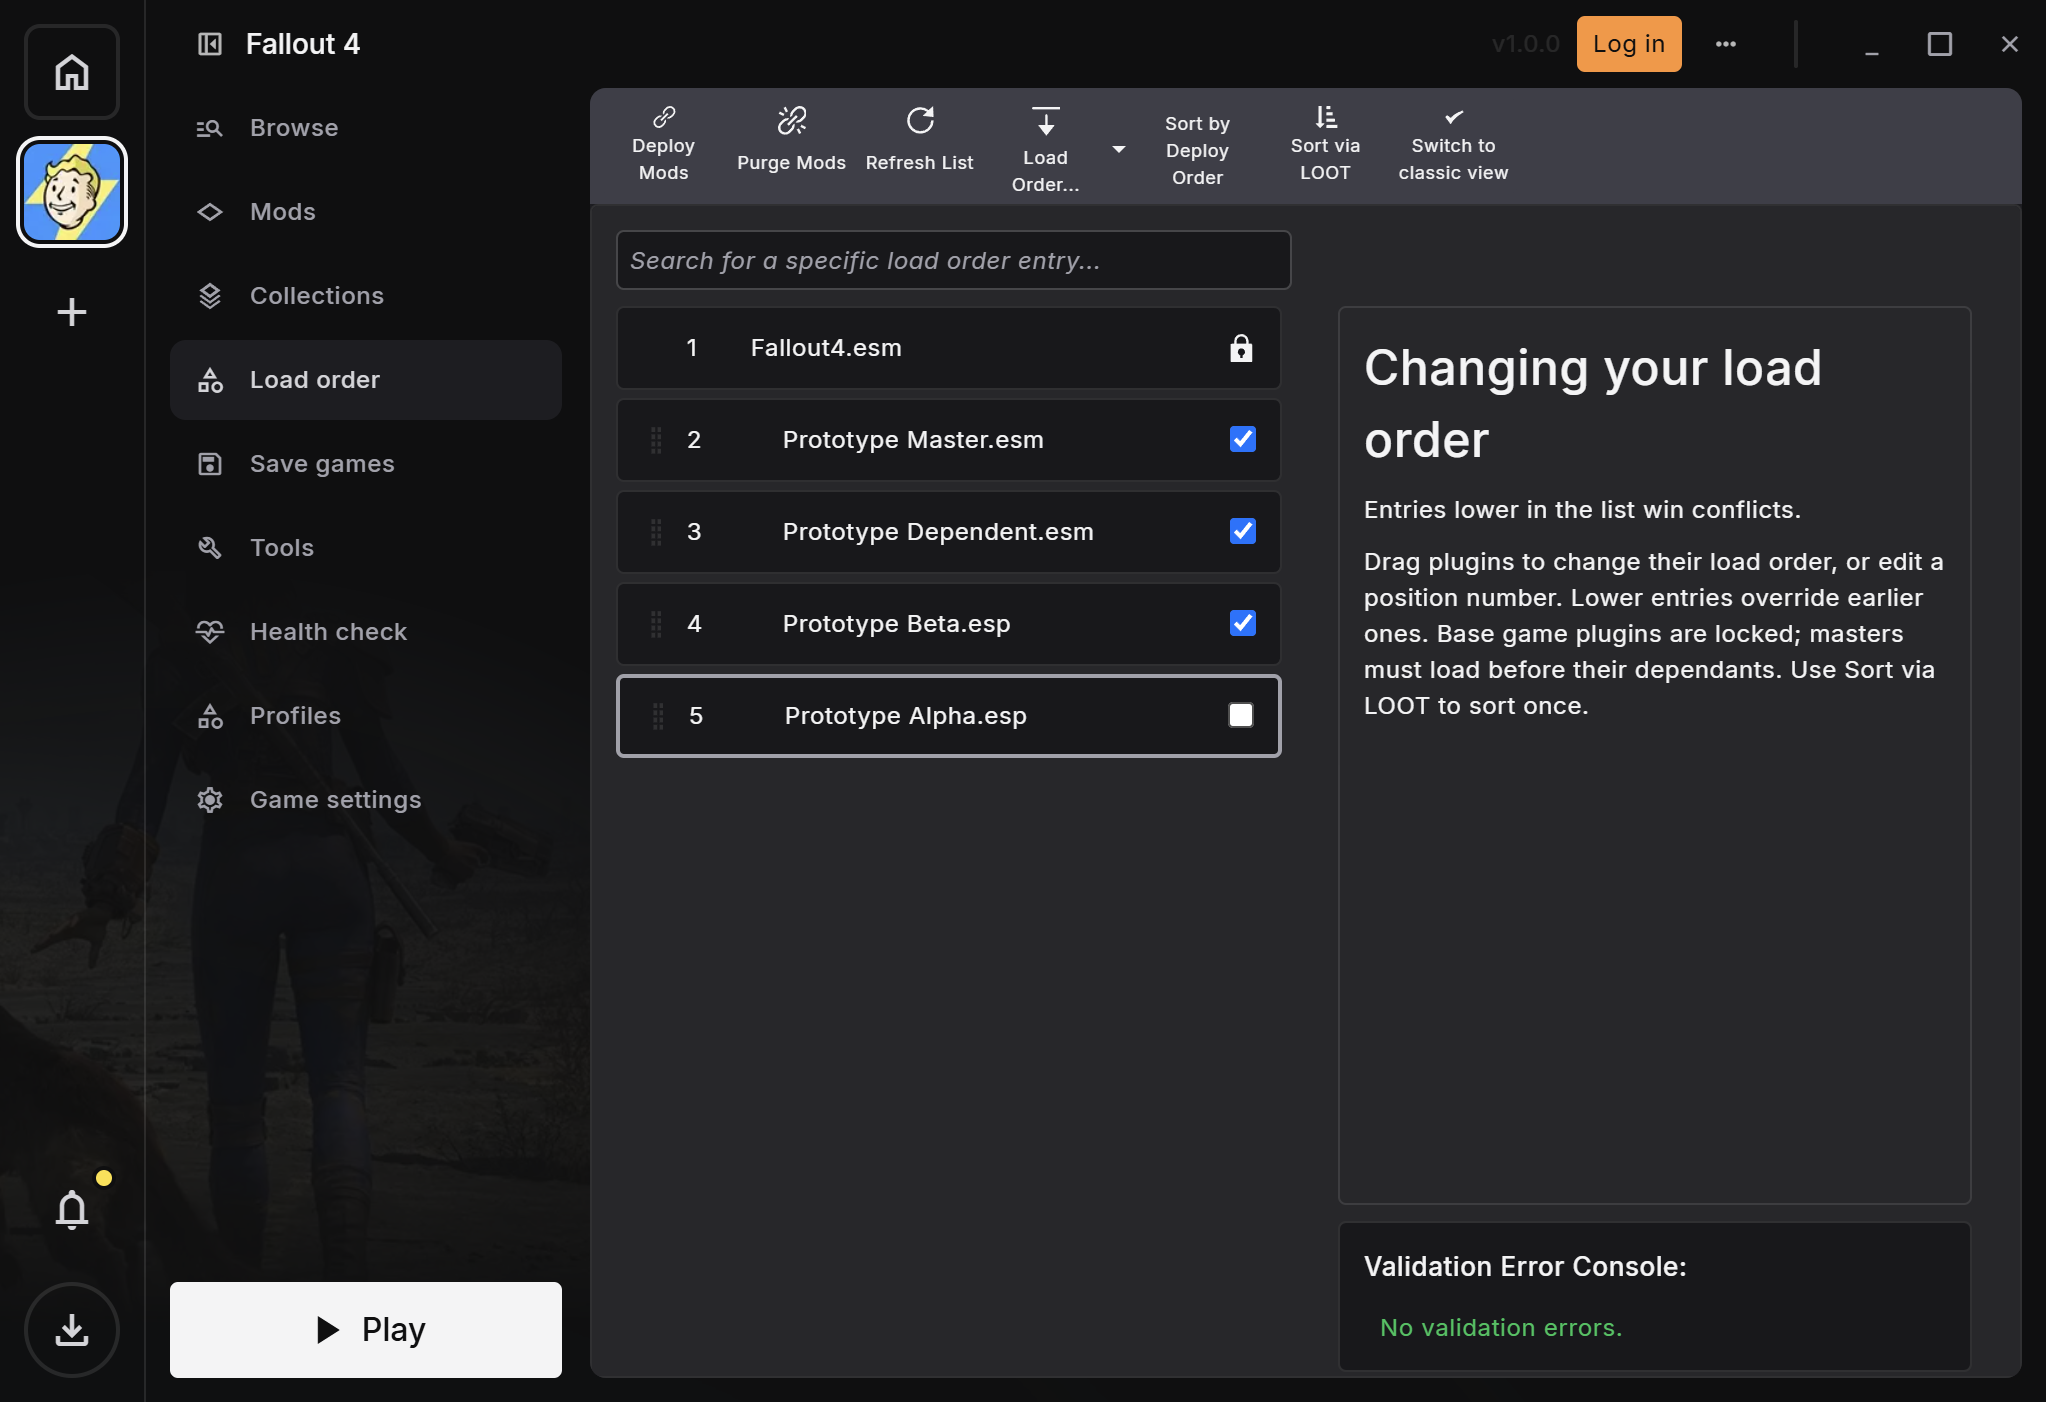 Fallout 4
v1.0.0
Log in
Browse
Mods
Collections
Load order
Save games
Tools
Health check
Profiles
Game settings
Play
Deploy
Mods
Purge Mods
Refresh List
Load
Order...
Sort by
Deploy
Order
Sort via
LOOT
Switch to
classic view
Search for a specific load order entry...
1 Fallout4.esm
2 Prototype Master.esm
3 Prototype Dependent.esm
4 Prototype Beta.esp
5 Prototype Alpha.esp
Changing your load
order
Entries lower in the list win conflicts.
Drag plugins to change their load order, or edit a
position number. Lower entries override earlier
ones. Base game plugins are locked; masters
must load before their dependants. Use Sort via
LOOT to sort once.
Validation Error Console:
No validation errors.